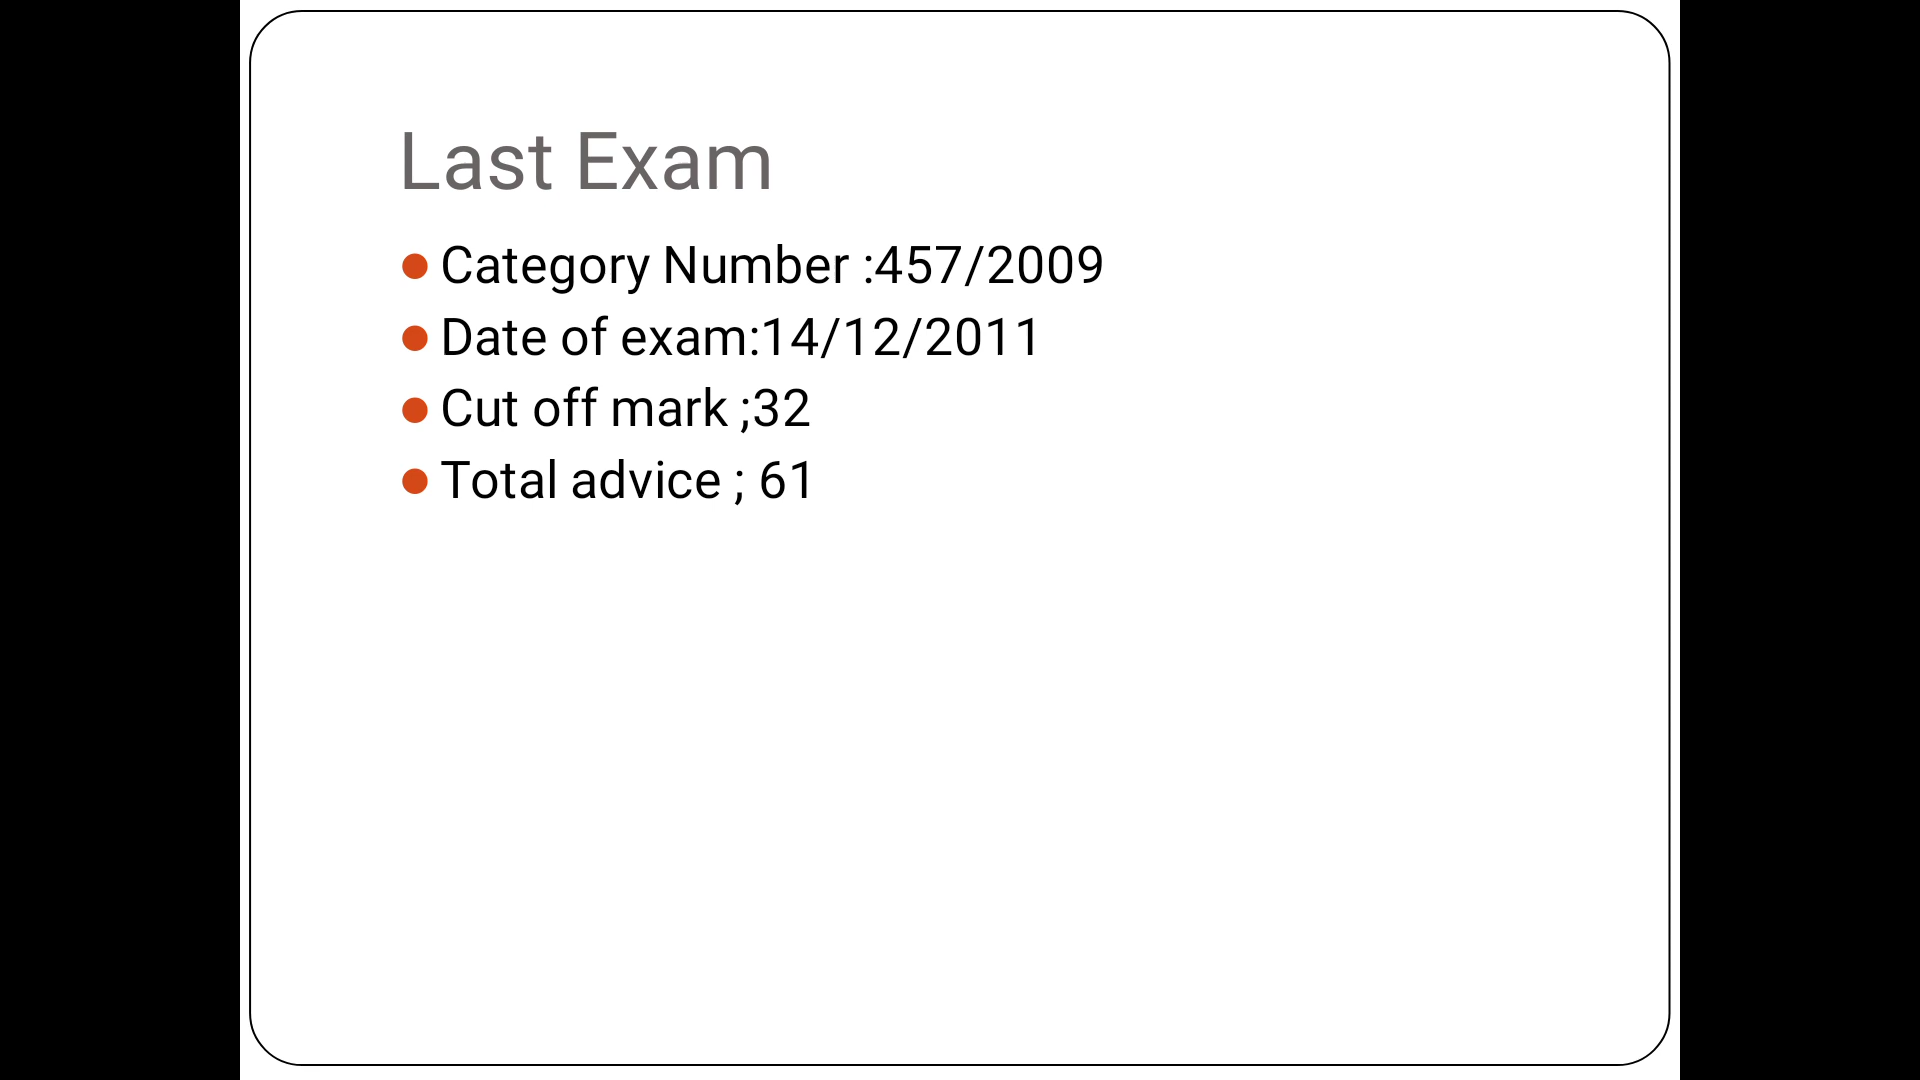 Last Exam
Category Number :457/2009
Date of exam:14/12/2011
Cut off mark ;32
Total advice ; 61